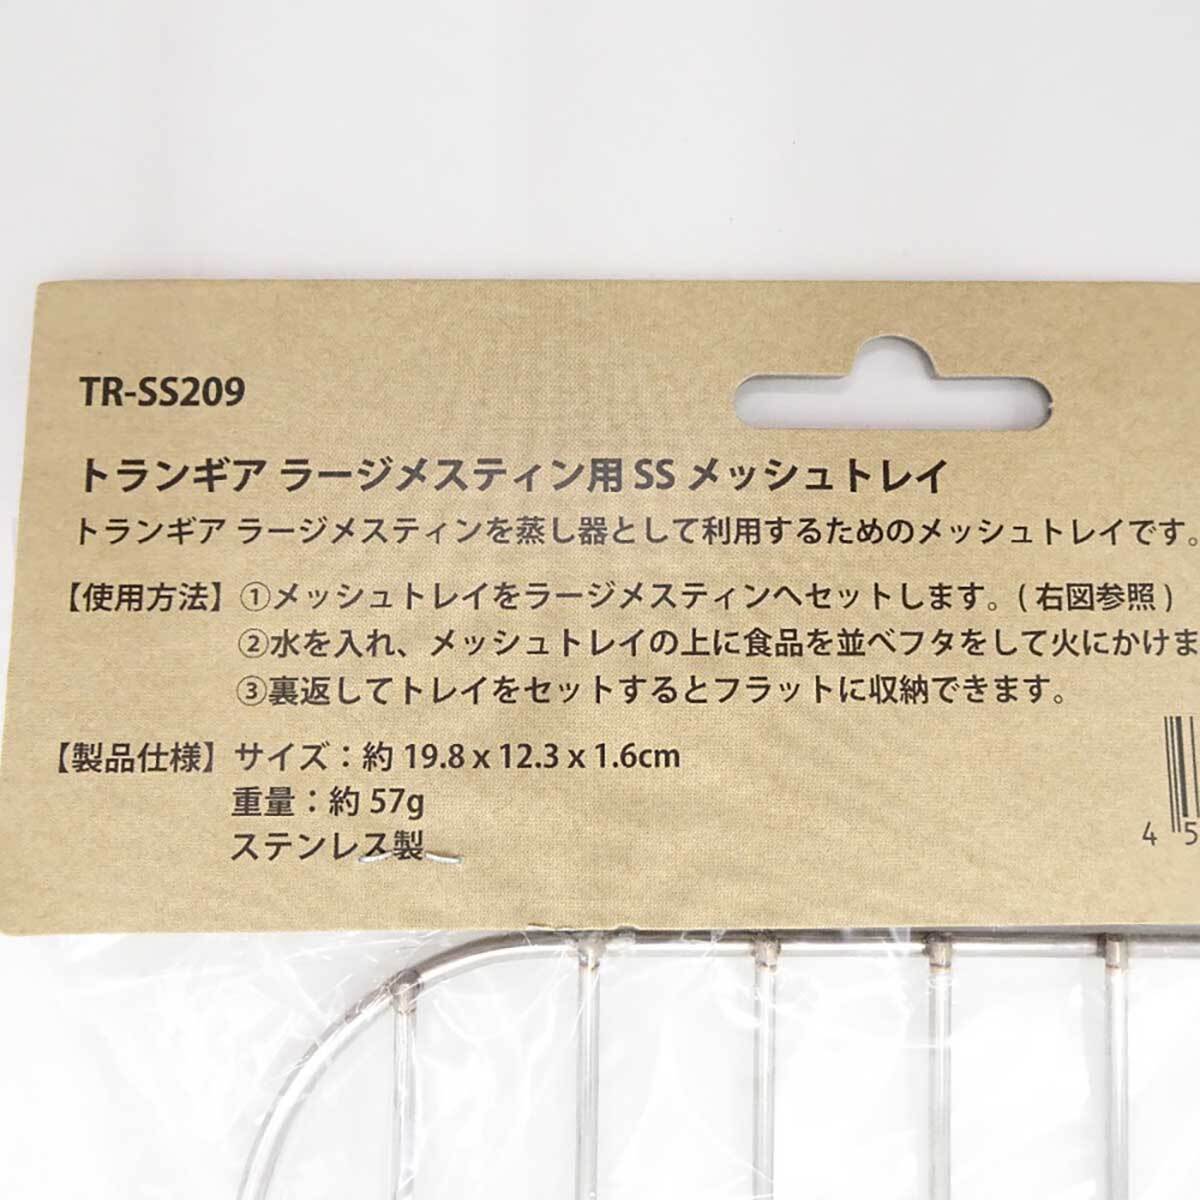 TR-SS209
トランギア ラージメスティン用 SS メッシュトレイ
トランギア ラージメスティンを蒸し器として利用するためのメッシュトレイです。
【使用方法】①メッシュトレイをラージメスティンへセットします。( 右図参照 )
②水を入れ、メッシュトレイの上に食品を並べフタをして火にかけま
③裏返してトレイをセットするとフラットに収納できます。
【製品仕様】サイズ：約 19.8 x 12.3 x 1.6cm
重量：約 57g
ステンレス製
4 5